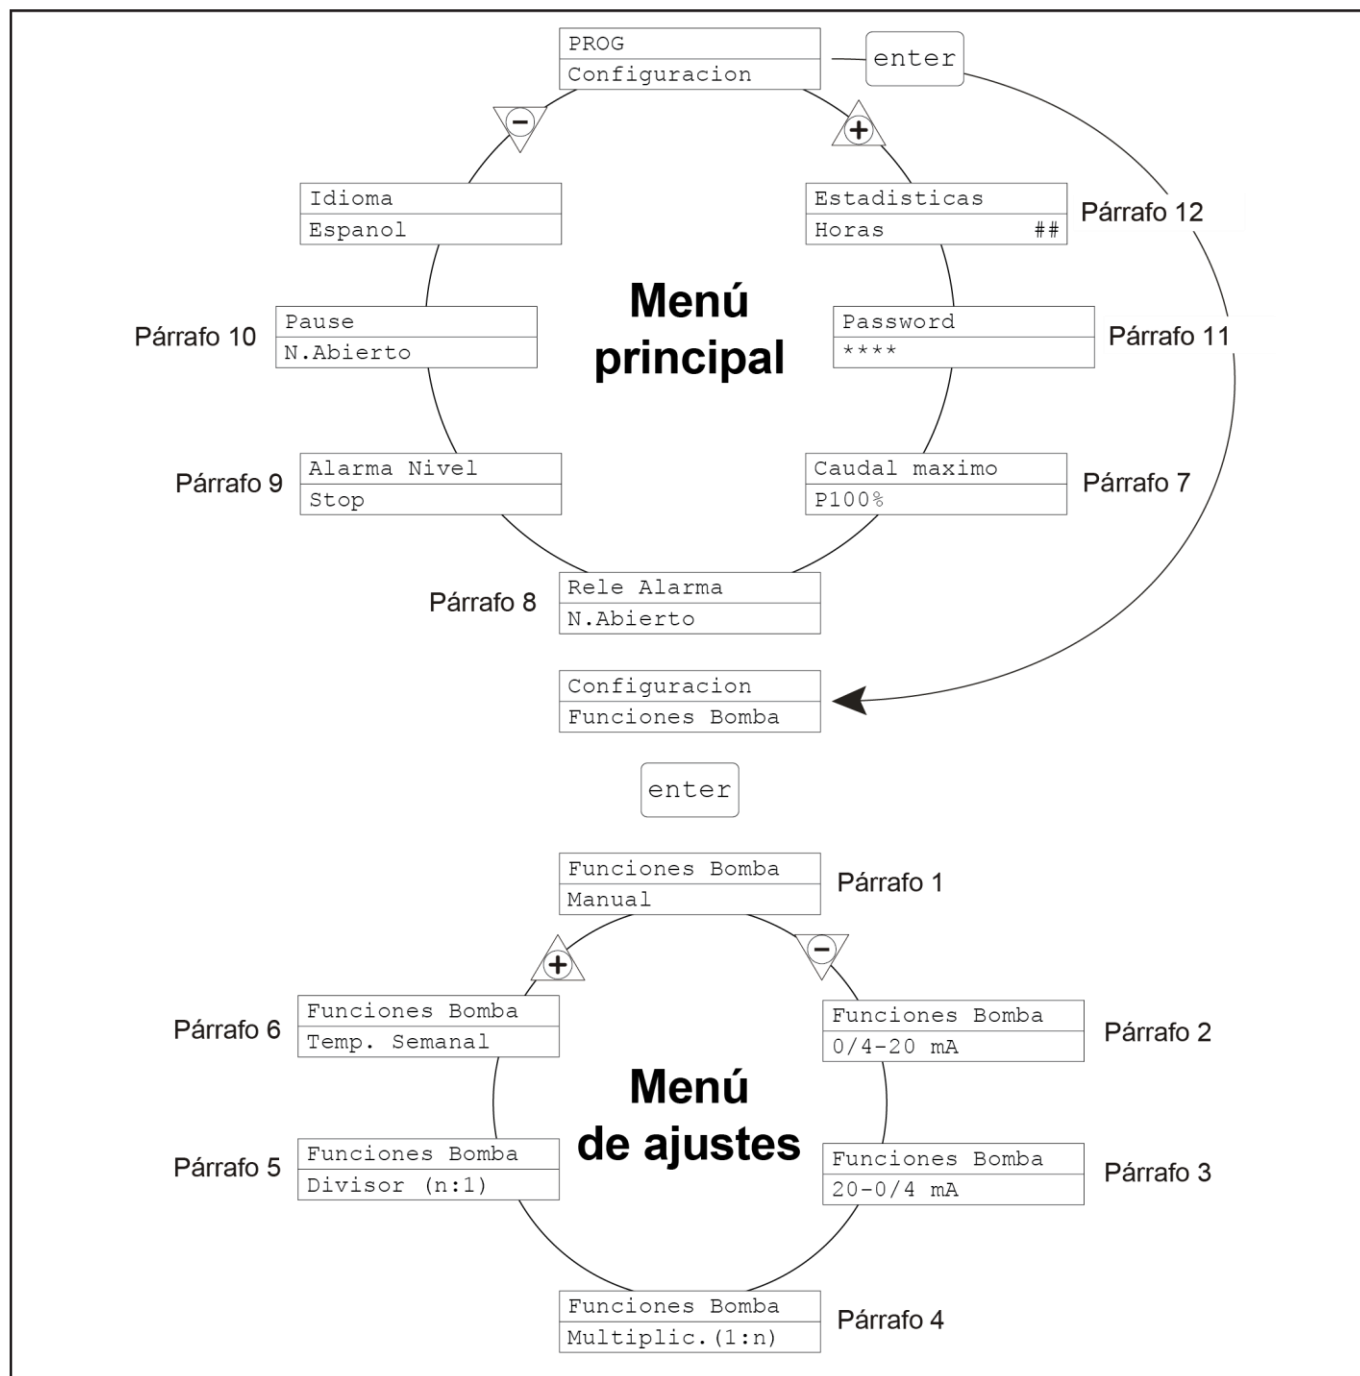 PROG
Configuracion
enter
-
+
Idioma
Espanol
Estadisticas
Horas ##
Párrafo 12
Menú
principal
Párrafo 10
Pause
N.Abierto
Password
****
Párrafo 11
Párrafo 9
Alarma Nivel
Stop
Caudal maximo
P100%
Párrafo 7
Párrafo 8
Rele Alarma
N.Abierto
Configuracion
Funciones Bomba
enter
Funciones Bomba
Manual
Párrafo 1
+
-
Párrafo 6
Funciones Bomba
Temp. Semanal
Funciones Bomba
0/4-20 mA
Párrafo 2
Menú
de ajustes
Párrafo 5
Funciones Bomba
Divisor (n:1)
Funciones Bomba
20-0/4 mA
Párrafo 3
Funciones Bomba
Multiplic.(1:n)
Párrafo 4